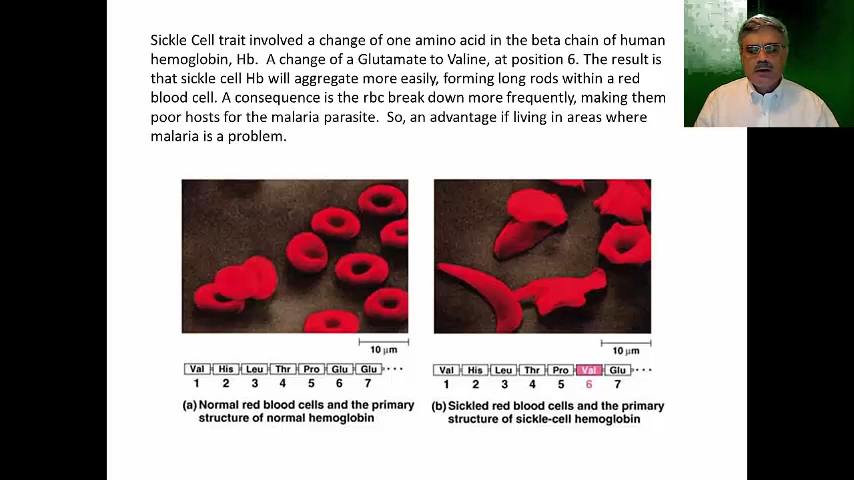 Sickle Cell trait involved a change of one amino acid in the beta chain of human
hemoglobin, Hb.  A change of a Glutamate to Valine, at position 6. The result is
that sickle cell Hb will aggregate more easily, forming long rods within a red
blood cell. A consequence is the rbc break down more frequently, making them
poor hosts for the malaria parasite.  So, an advantage if living in areas where
malaria is a problem.
10 µm
10 µm
Val His Leu Thr Pro Glu Glu ····
1 2 3 4 5 6 7
Val His Leu Thr Pro Val Glu ····
1 2 3 4 5 6 7
(a) Normal red blood cells and the primary
structure of normal hemoglobin
(b) Sickled red blood cells and the primary
structure of sickle-cell hemoglobin